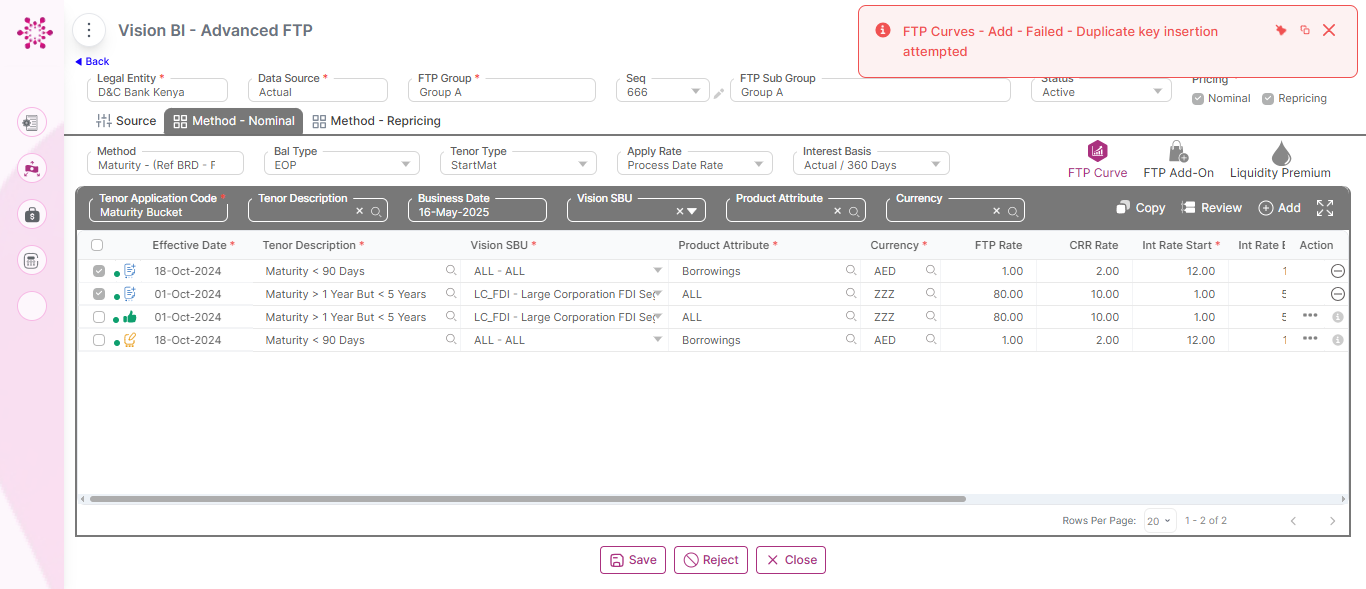 Vision BI - Advanced FTP
FTP Curves - Add - Failed - Duplicate key insertion
attempted
Back
Legal Entity *
D&C Bank Kenya
Data Source *
Actual
FTP Group *
Group A
Seq
666
FTP Sub Group
Group A
Status
Active
Pricing *
Nominal
Repricing
Source
Method - Nominal
Method - Repricing
Method
Maturity - (Ref BRD - F
Bal Type
EOP
Tenor Type
StartMat
Apply Rate
Process Date Rate
Interest Basis
Actual / 360 Days
FTP Curve
FTP Add-On
Liquidity Premium
Tenor Application Code *
Maturity Bucket
Tenor Description
Business Date
16-May-2025
Vision SBU
Product Attribute
Currency
Copy
Review
Add
Effective Date * Tenor Description * Vision SBU * Product Attribute * Currency * FTP Rate CRR Rate Int Rate Start * Int Rate E Action
18-Oct-2024 Maturity < 90 Days ALL - ALL Borrowings AED 1.00 2.00 12.00 1
01-Oct-2024 Maturity > 1 Year But < 5 Years LC_FDI - Large Corporation FDI Seg ALL ZZZ 80.00 10.00 1.00 5
01-Oct-2024 Maturity > 1 Year But < 5 Years LC_FDI - Large Corporation FDI Seg ALL ZZZ 80.00 10.00 1.00 5
18-Oct-2024 Maturity < 90 Days ALL - ALL Borrowings AED 1.00 2.00 12.00 1
Rows Per Page: 20 1 - 2 of 2
Save
Reject
Close